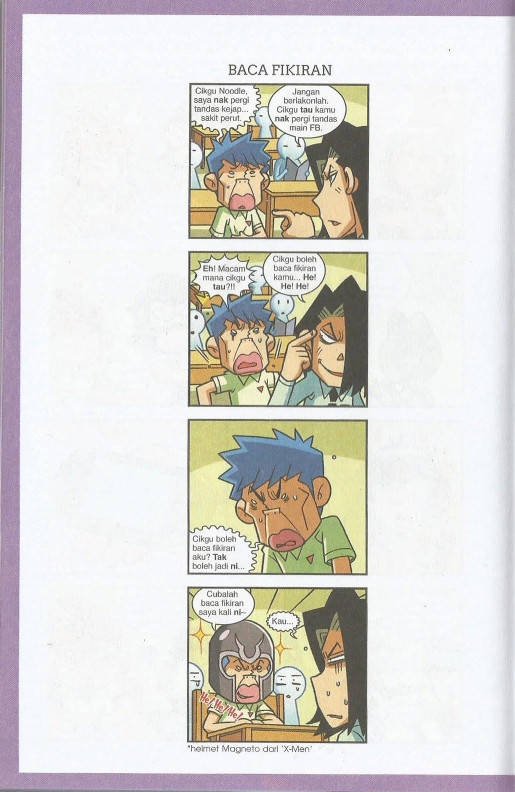 BACA FIKIRAN
Cikgu Noodle,
saya nak pergi
tandas kejap...
sakit perut.
Jangan
berlakonlah.
Cikgu tau kamu
nak pergi tandas
main FB.
Eh! Macam
mana cikgu
tau?!!
Cikgu boleh
baca fikiran
kamu... He!
He! He!
Cikgu boleh
baca fikiran
aku? Tak
boleh jadi ni...
Cubalah
baca fikiran
saya kali ni~
Kau...
He! He! He!
*helmet Magneto dari 'X-Men'